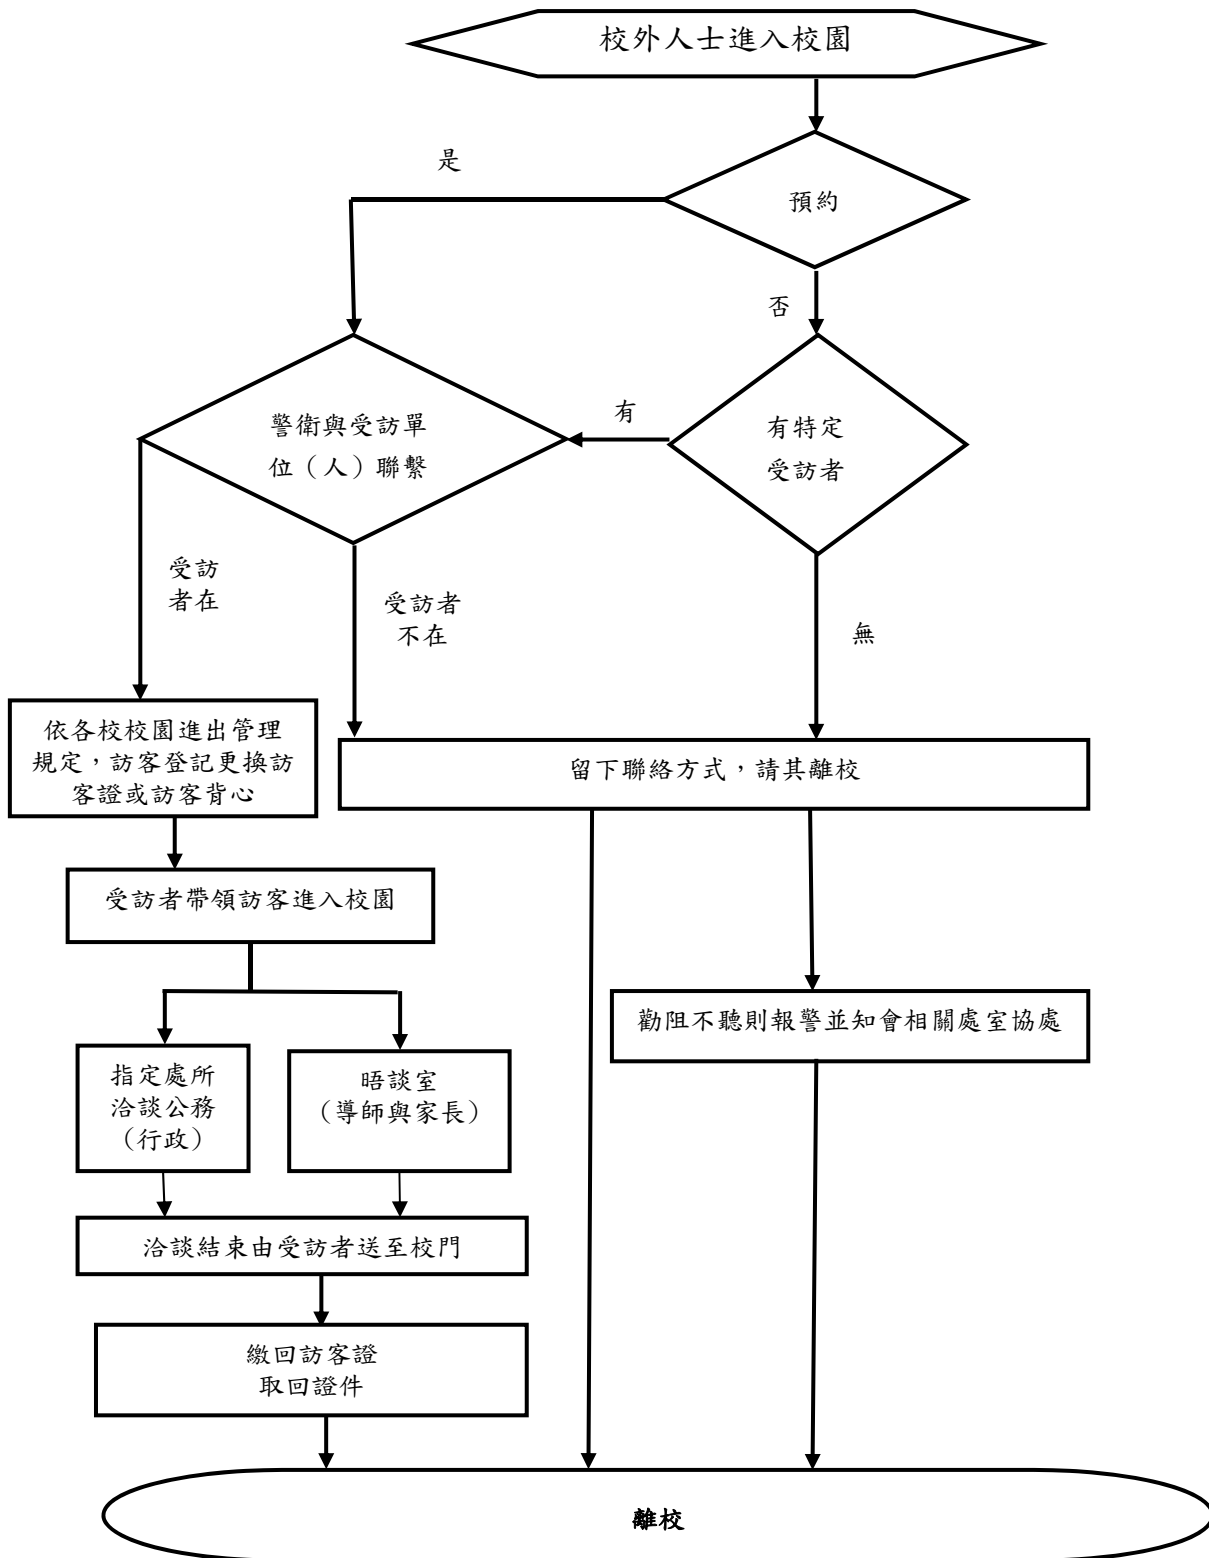 校外人士進入校園
是
預約
否
有
警衛與受訪單
位（人）聯繫
有特定
受訪者
受訪
者在
受訪者
不在
無
依各校校園進出管理
規定，訪客登記更換訪
客證或訪客背心
留下聯絡方式，請其離校
受訪者帶領訪客進入校園
勸阻不聽則報警並知會相關處室協處
指定處所
洽談公務
（行政）
晤談室
（導師與家長）
洽談結束由受訪者送至校門
繳回訪客證
取回證件
離校